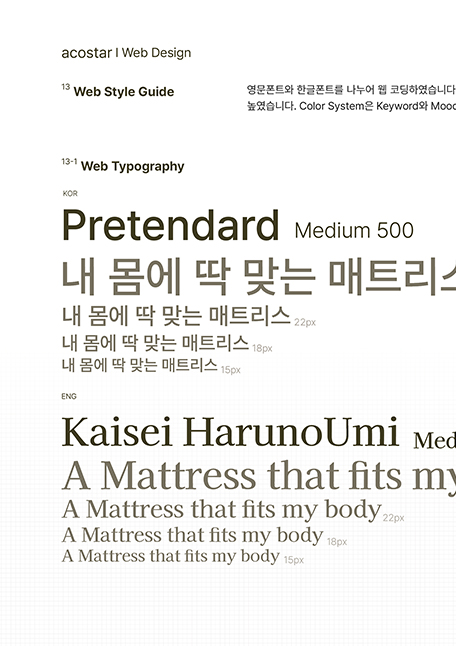 acostar | Web Design
13 Web Style Guide
영문폰트와 한글폰트를 나누어 웹 코딩하였습니다
높였습니다. Color System은 Keyword와 Mood
13-1 Web Typography
KOR
Pretendard Medium 500
내 몸에 딱 맞는 매트리스
내 몸에 딱 맞는 매트리스 22px
내 몸에 딱 맞는 매트리스 18px
내 몸에 딱 맞는 매트리스 15px
ENG
Kaisei HarunoUmi Med
A Mattress that fits my
A Mattress that fits my body 22px
A Mattress that fits my body 18px
A Mattress that fits my body 15px